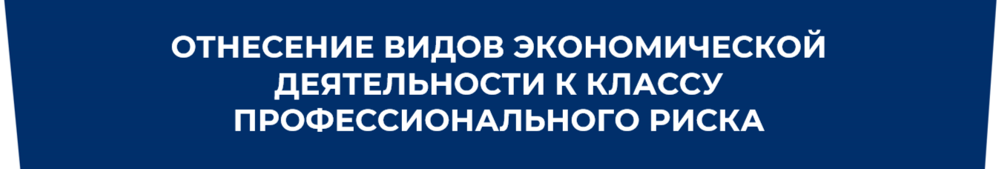 ОТНЕСЕНИЕ ВИДОВ ЭКОНОМИЧЕСКОЙ
ДЕЯТЕЛЬНОСТИ К КЛАССУ
ПРОФЕССИОНАЛЬНОГО РИСКА